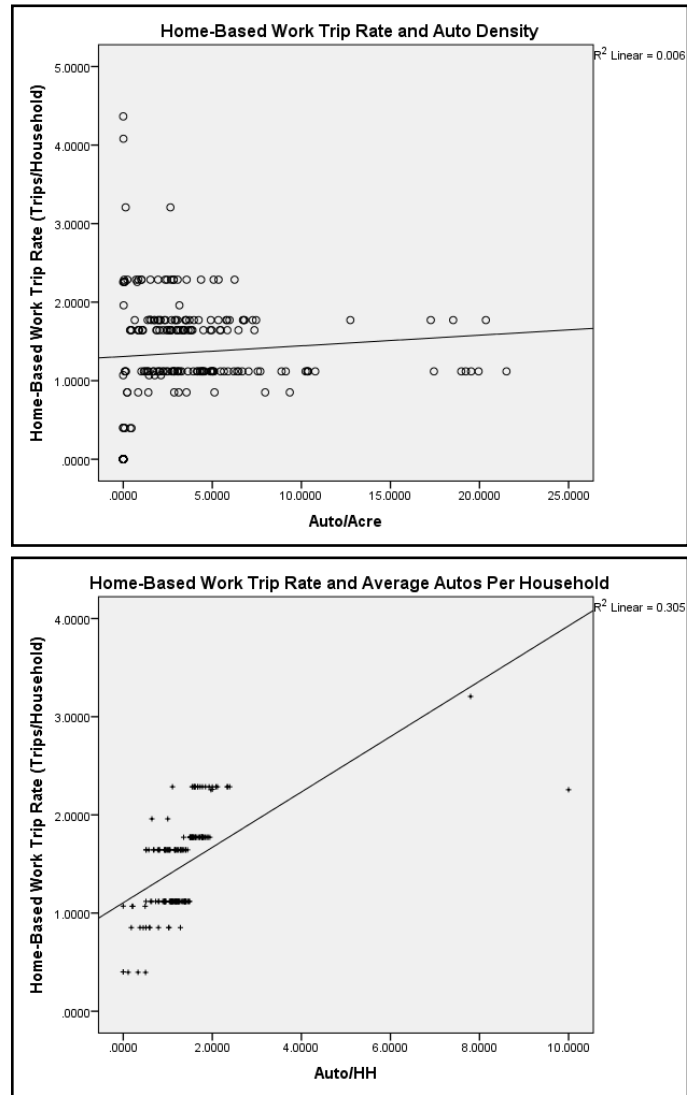 Home-Based Work Trip Rate and Auto Density
R2 Linear = 0.006
Home-Based Work Trip Rate (Trips/Household)
5.0000
4.0000
3.0000
2.0000
1.0000
.0000
.0000 5.0000 10.0000 15.0000 20.0000 25.0000
Auto/Acre
Home-Based Work Trip Rate and Average Autos Per Household
R2 Linear = 0.305
Home-Based Work Trip Rate (Trips/Household)
4.0000
3.0000
2.0000
1.0000
.0000
.0000 2.0000 4.0000 6.0000 8.0000 10.0000
Auto/HH